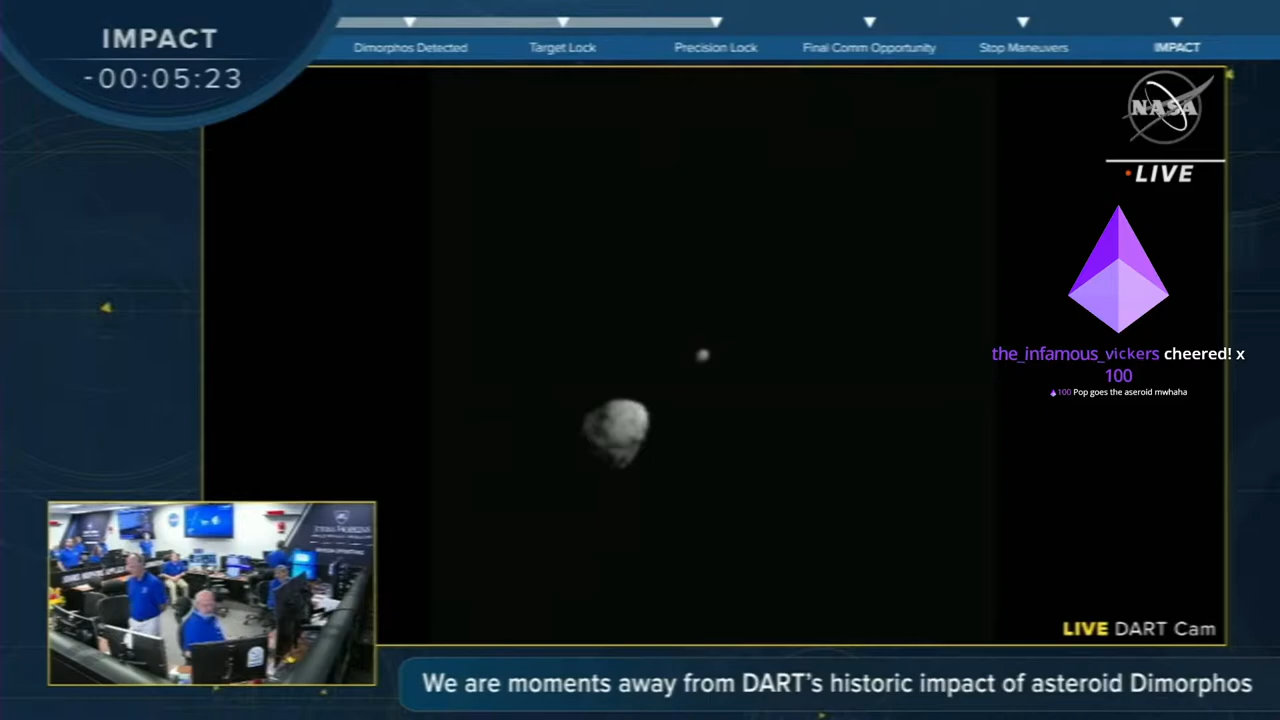 IMPACT
-00:05:23
Dimorphos Detected
Target Lock
Precision Lock
Final Comm Opportunity
Stop Maneuvers
IMPACT
NASA
LIVE
the_infamous_vickers cheered! x
100
100 Pop goes the aseroid mwhaha
LIVE DART Cam
We are moments away from DART's historic impact of asteroid Dimorphos